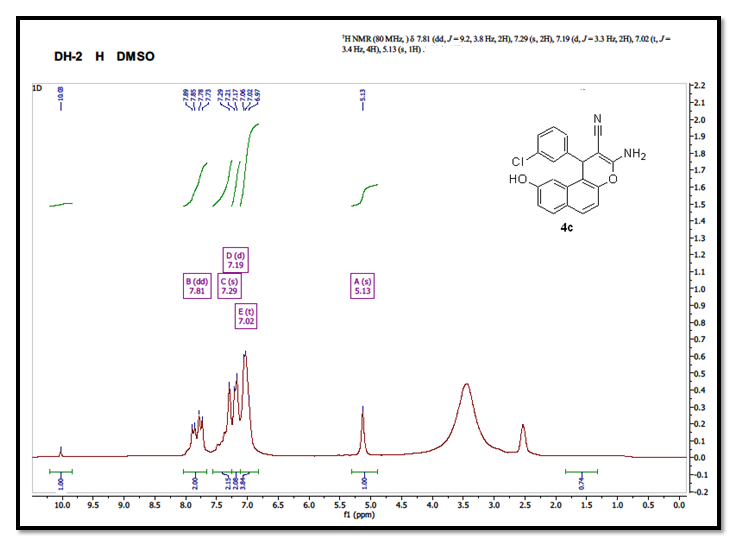 ¹H NMR (80 MHz, ) δ 7.81 (dd, J = 9.2, 3.8 Hz, 2H), 7.29 (s, 2H), 7.19 (d, J = 3.3 Hz, 2H), 7.02 (t, J =
3.4 Hz, 4H), 5.13 (s, 1H) .
DH-2 H DMSO
1D
10.03
7.89
7.85
7.78
7.73
7.29
7.21
7.17
7.06
7.02
6.97
5.13
N
Cl
NH2
HO
O
4c
D (d)
7.19
B (dd)
7.81
C (s)
7.29
A (s)
5.13
E (t)
7.02
2.2
2.1
2.0
1.9
1.8
1.7
1.6
1.5
1.4
1.3
1.2
1.1
1.0
0.9
0.8
0.7
0.6
0.5
0.4
0.3
0.2
0.1
0.0
-0.1
-0.2
1.00
2.00
2.15
2.08
3.84
1.00
0.74
10.0 9.5 9.0 8.5 8.0 7.5 7.0 6.5 6.0 5.5 5.0 4.5 4.0 3.5 3.0 2.5 2.0 1.5 1.0 0.5 0.0
f1 (ppm)